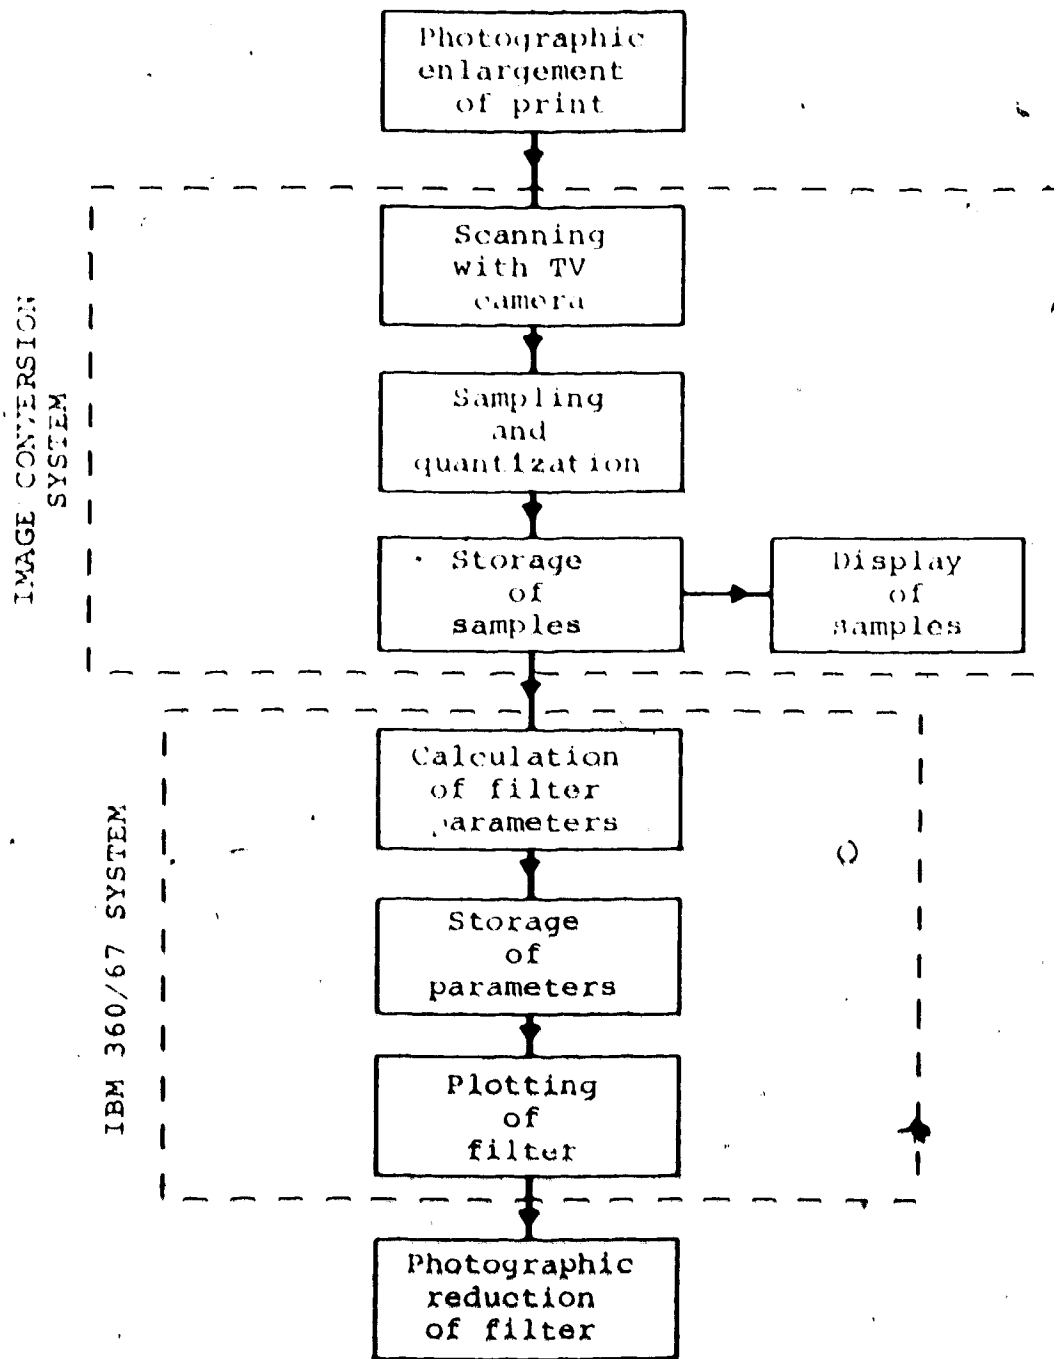 Photographic
enlargement
of print
IMAGE CONVERSION
SYSTEM
Scanning
with TV
camera
Sampling
and
quantization
Storage
of
samples
Display
of
samples
IBM 360/67 SYSTEM
Calculation
of filter
parameters
Storage
of
parameters
Plotting
of
filter
Photographic
reduction
of filter